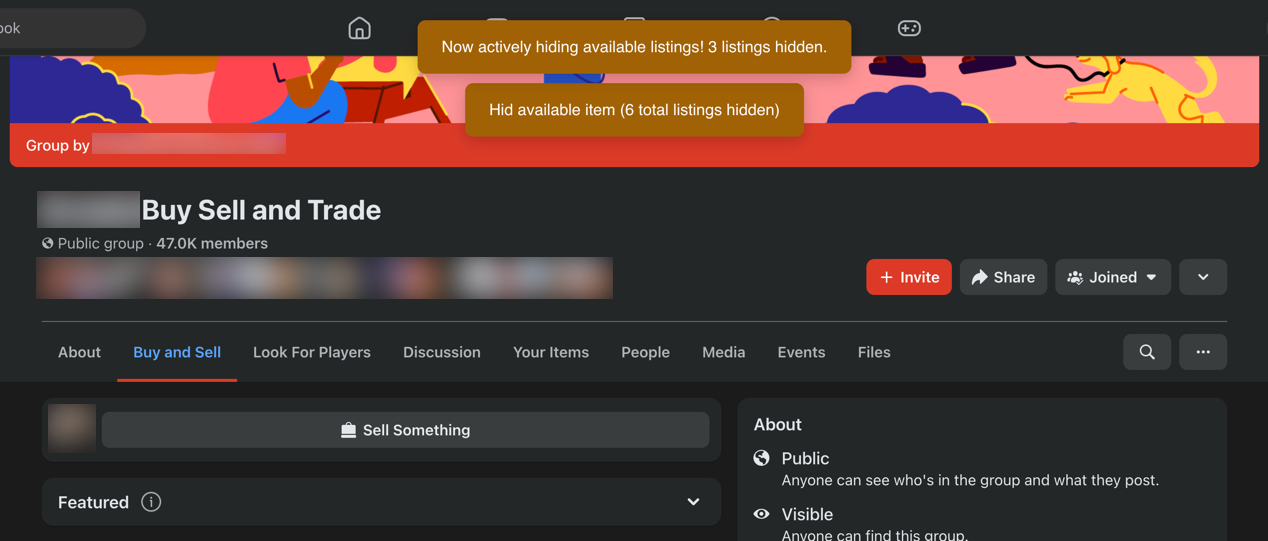 ook
Now actively hiding available listings! 3 listings hidden.
Hid available item (6 total listings hidden)
Group by
Buy Sell and Trade
Public group · 47.0K members
+ Invite
Share
Joined
About
Buy and Sell
Look For Players
Discussion
Your Items
People
Media
Events
Files
...
Sell Something
Featured
About
Public
Anyone can see who's in the group and what they post.
Visible
Anyone can find this group.